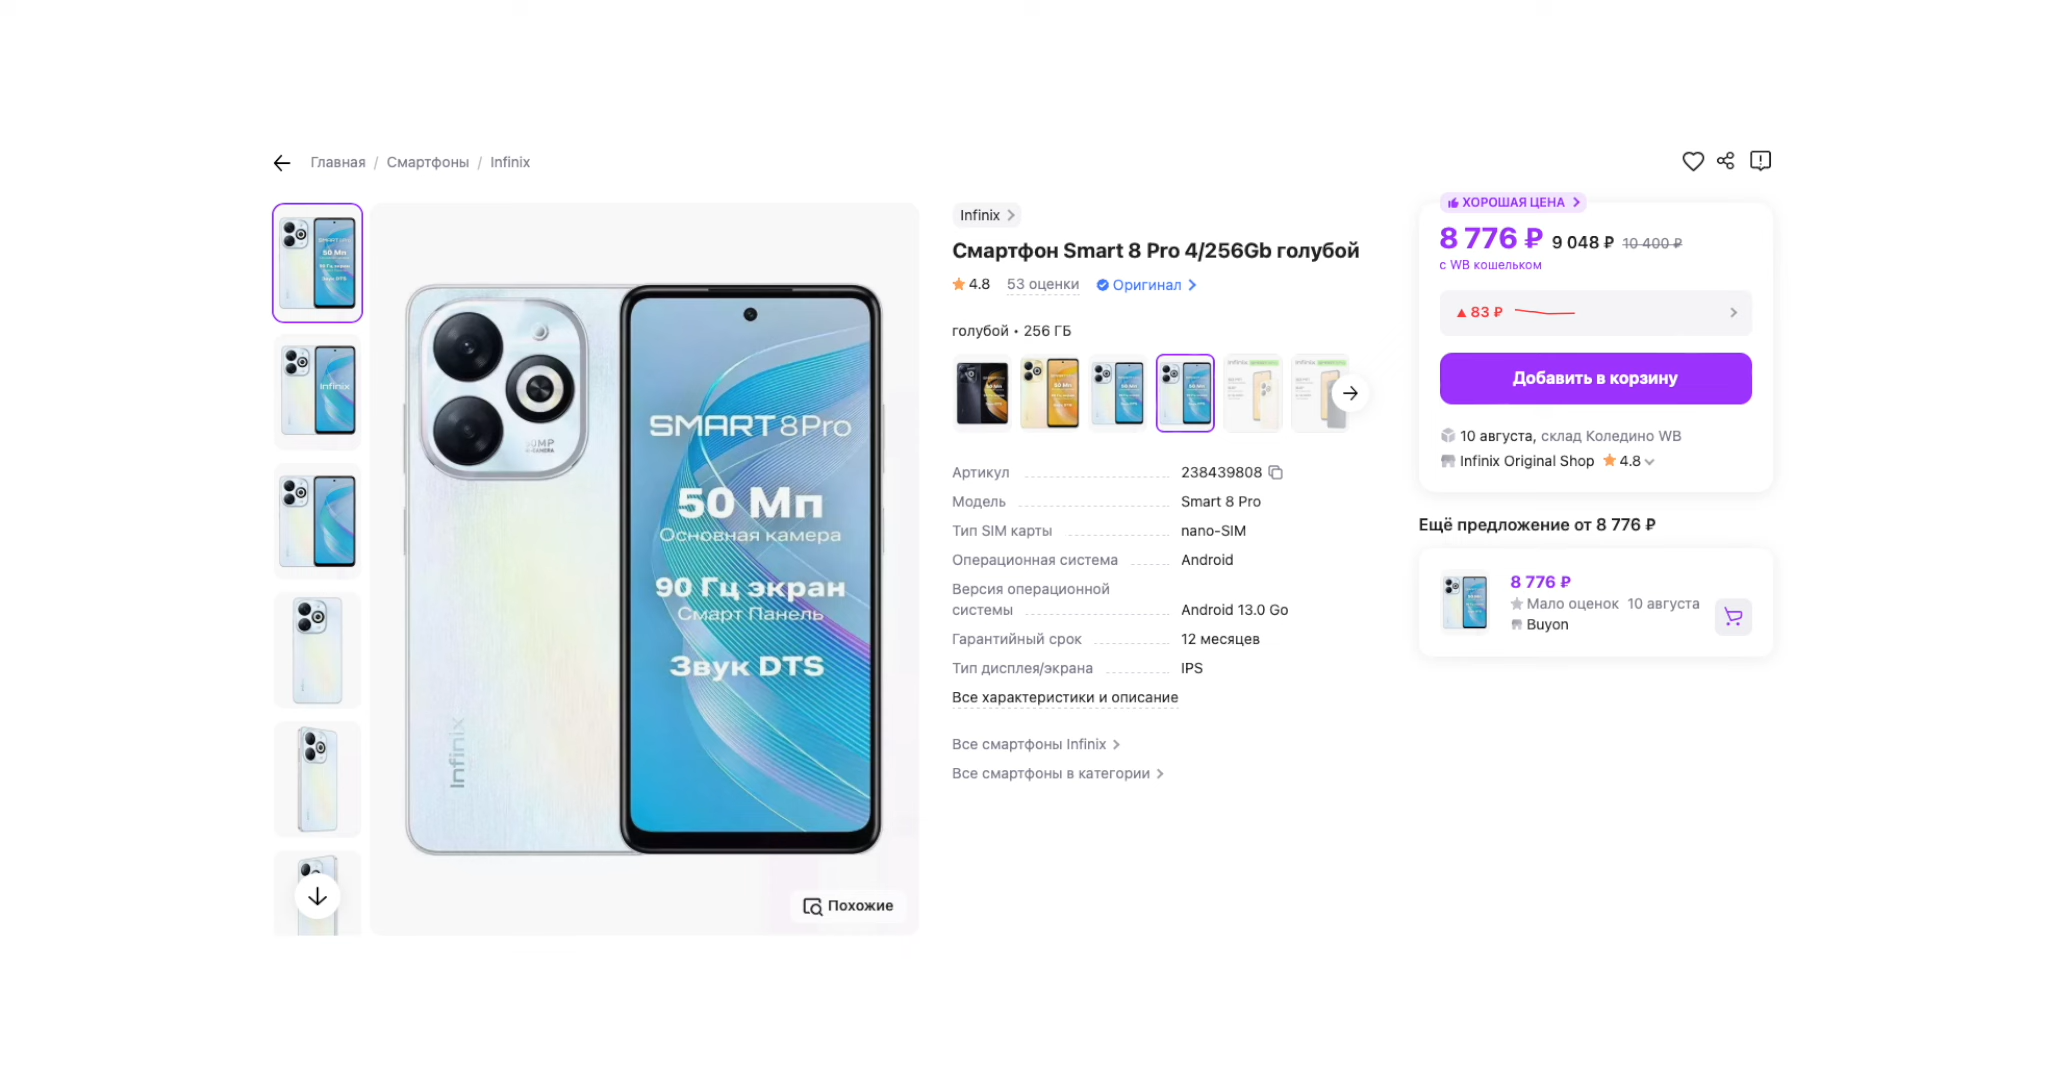 Главная / Смартфоны / Infinix
SMART 8Pro
50 Мп
Основная камера
90 Гц экран
Смарт Панель
Звук DTS
50MP
Infinix
Похожие
Infinix
Смартфон Smart 8 Pro 4/256Gb голубой
4.8 53 оценки Оригинал
голубой • 256 ГБ
Артикул 238439808
Модель Smart 8 Pro
Тип SIM карты nano-SIM
Операционная система Android
Версия операционной
системы Android 13.0 Go
Гарантийный срок 12 месяцев
Тип дисплея/экрана IPS
Все характеристики и описание
Все смартфоны Infinix
Все смартфоны в категории
ХОРОШАЯ ЦЕНА
8 776 ₽ 9 048 ₽ 10 400 ₽
с WB кошельком
83 ₽
Добавить в корзину
10 августа, склад Коледино WB
Infinix Original Shop 4.8
Ещё предложение от 8 776 ₽
8 776 ₽
Мало оценок 10 августа
Buyon